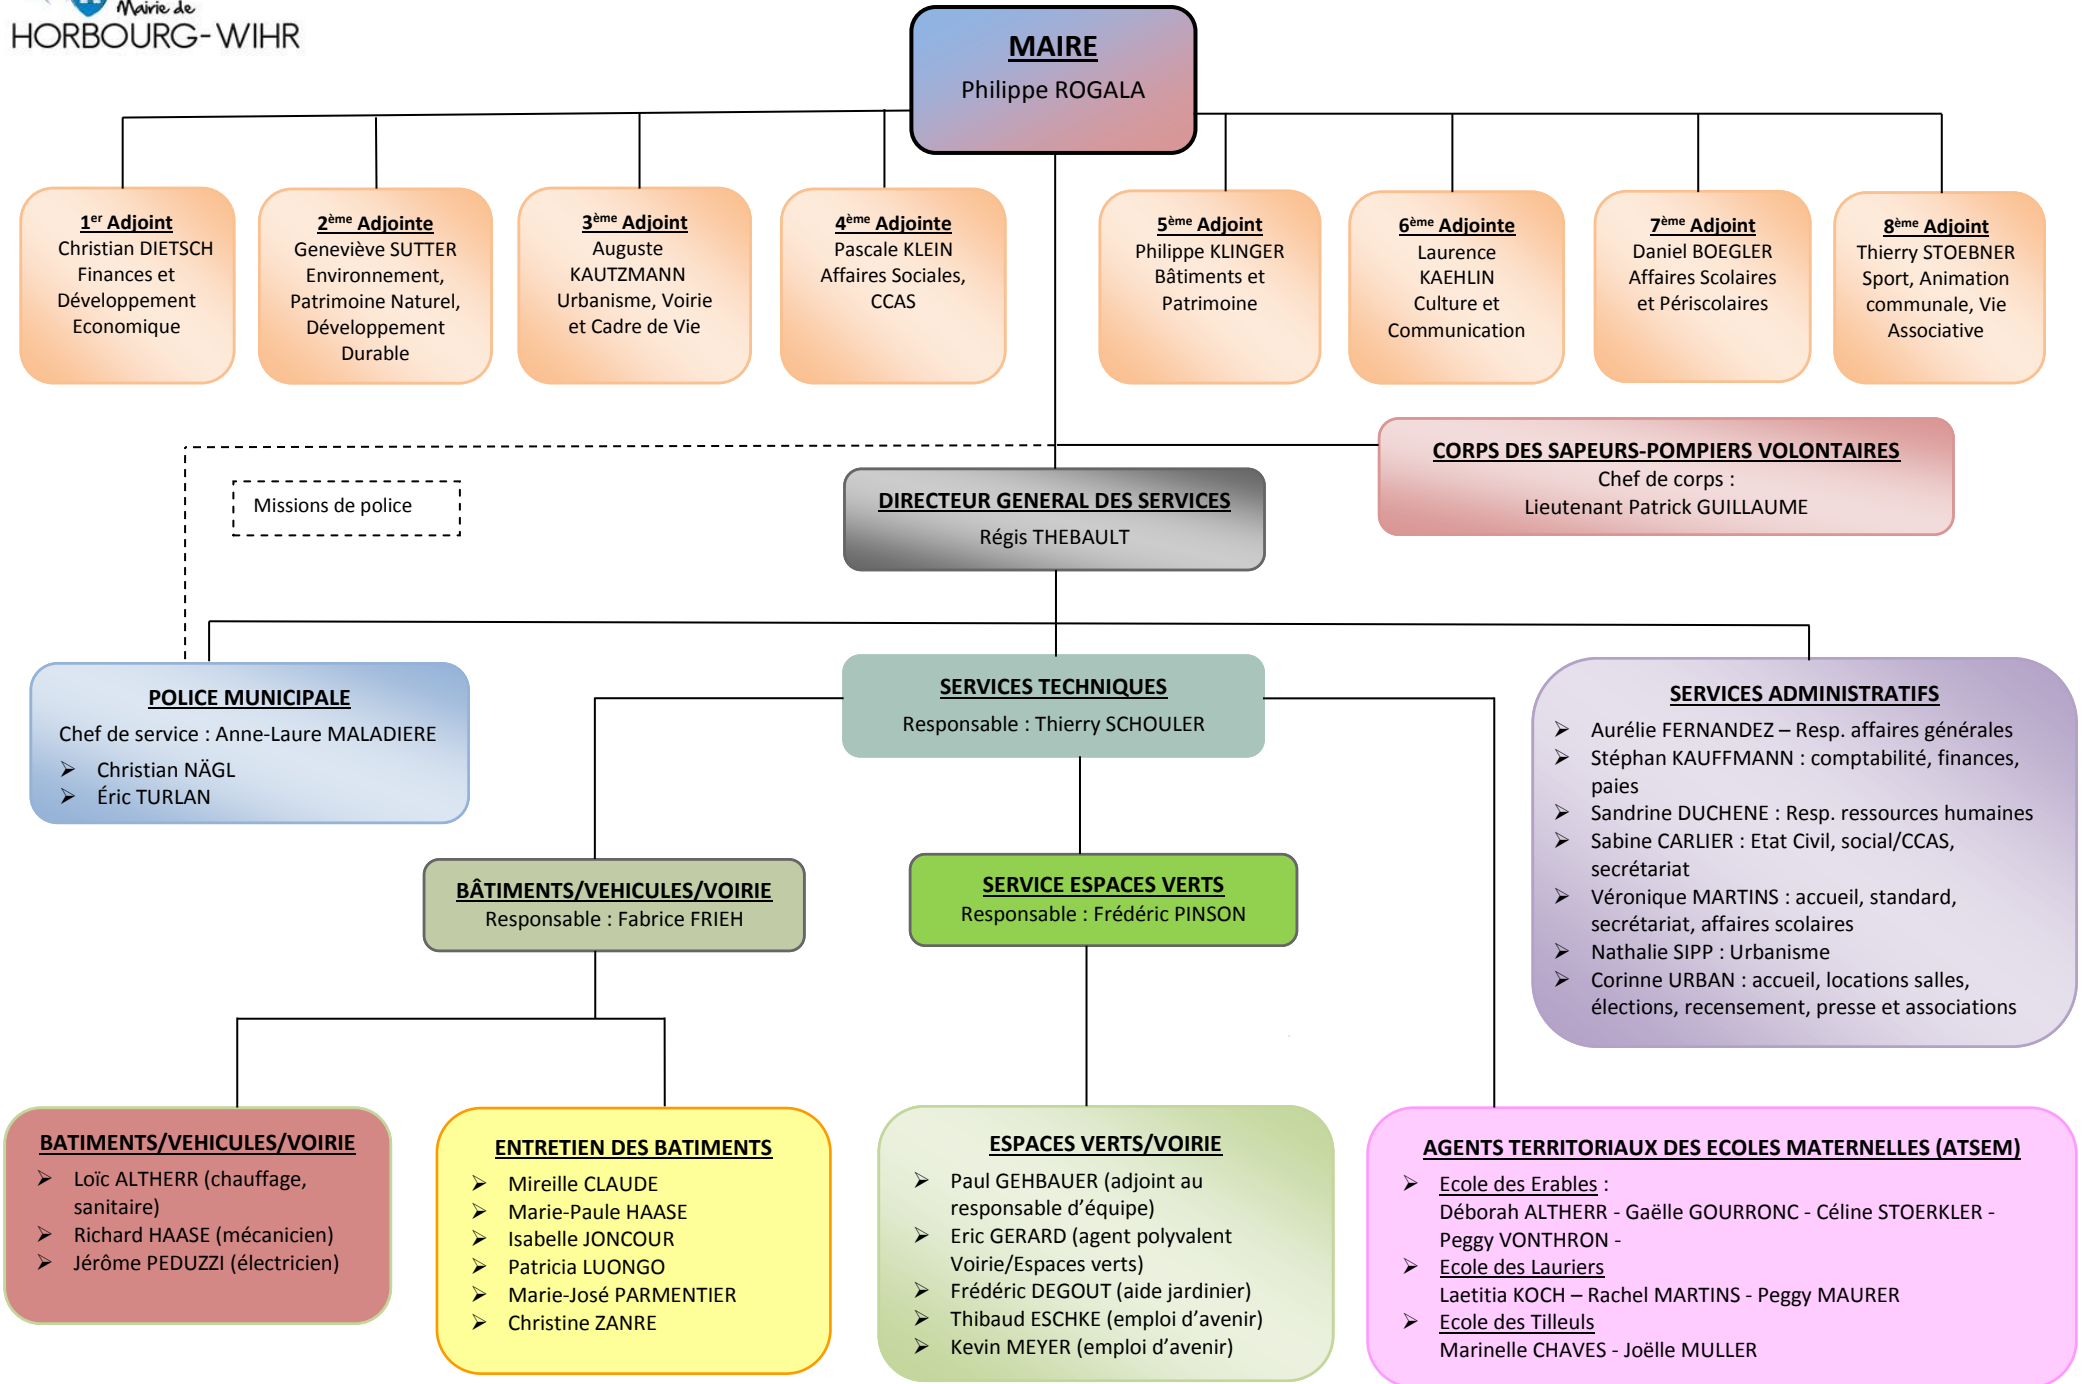 Mairie de
HORBOURG-WIHR
MAIRE
Philippe ROGALA
1er Adjoint
Christian DIETSCH
Finances et
Développement
Economique
2ème Adjointe
Geneviève SUTTER
Environnement,
Patrimoine Naturel,
Développement
Durable
3ème Adjoint
Auguste
KAUTZMANN
Urbanisme, Voirie
et Cadre de Vie
4ème Adjointe
Pascale KLEIN
Affaires Sociales,
CCAS
5ème Adjoint
Philippe KLINGER
Bâtiments et
Patrimoine
6ème Adjointe
Laurence
KAEHLIN
Culture et
Communication
7ème Adjoint
Daniel BOEGLER
Affaires Scolaires
et Périscolaires
8ème Adjoint
Thierry STOEBNER
Sport, Animation
communale, Vie
Associative
CORPS DES SAPEURS-POMPIERS VOLONTAIRES
Chef de corps :
Lieutenant Patrick GUILLAUME
Missions de police
DIRECTEUR GENERAL DES SERVICES
Régis THEBAULT
POLICE MUNICIPALE
Chef de service : Anne-Laure MALADIERE
➢ Christian NÄGL
➢ Éric TURLAN
SERVICES TECHNIQUES
Responsable : Thierry SCHOULER
SERVICES ADMINISTRATIFS
➢ Aurélie FERNANDEZ – Resp. affaires générales
➢ Stéphan KAUFFMANN : comptabilité, finances,
paies
➢ Sandrine DUCHENE : Resp. ressources humaines
➢ Sabine CARLIER : Etat Civil, social/CCAS,
secrétariat
➢ Véronique MARTINS : accueil, standard,
secrétariat, affaires scolaires
➢ Nathalie SIPP : Urbanisme
➢ Corinne URBAN : accueil, locations salles,
élections, recensement, presse et associations
BÂTIMENTS/VEHICULES/VOIRIE
Responsable : Fabrice FRIEH
SERVICE ESPACES VERTS
Responsable : Frédéric PINSON
BATIMENTS/VEHICULES/VOIRIE
➢ Loïc ALTHERR (chauffage,
sanitaire)
➢ Richard HAASE (mécanicien)
➢ Jérôme PEDUZZI (électricien)
ENTRETIEN DES BATIMENTS
➢ Mireille CLAUDE
➢ Marie-Paule HAASE
➢ Isabelle JONCOUR
➢ Patricia LUONGO
➢ Marie-José PARMENTIER
➢ Christine ZANRE
ESPACES VERTS/VOIRIE
➢ Paul GEHBAUER (adjoint au
responsable d’équipe)
➢ Eric GERARD (agent polyvalent
Voirie/Espaces verts)
➢ Frédéric DEGOUT (aide jardinier)
➢ Thibaud ESCHKE (emploi d’avenir)
➢ Kevin MEYER (emploi d’avenir)
AGENTS TERRITORIAUX DES ECOLES MATERNELLES (ATSEM)
➢ Ecole des Erables :
Déborah ALTHERR - Gaëlle GOURRONC - Céline STOERKLER -
Peggy VONTHRON -
➢ Ecole des Lauriers
Laetitia KOCH – Rachel MARTINS - Peggy MAURER
➢ Ecole des Tilleuls
Marinelle CHAVES - Joëlle MULLER